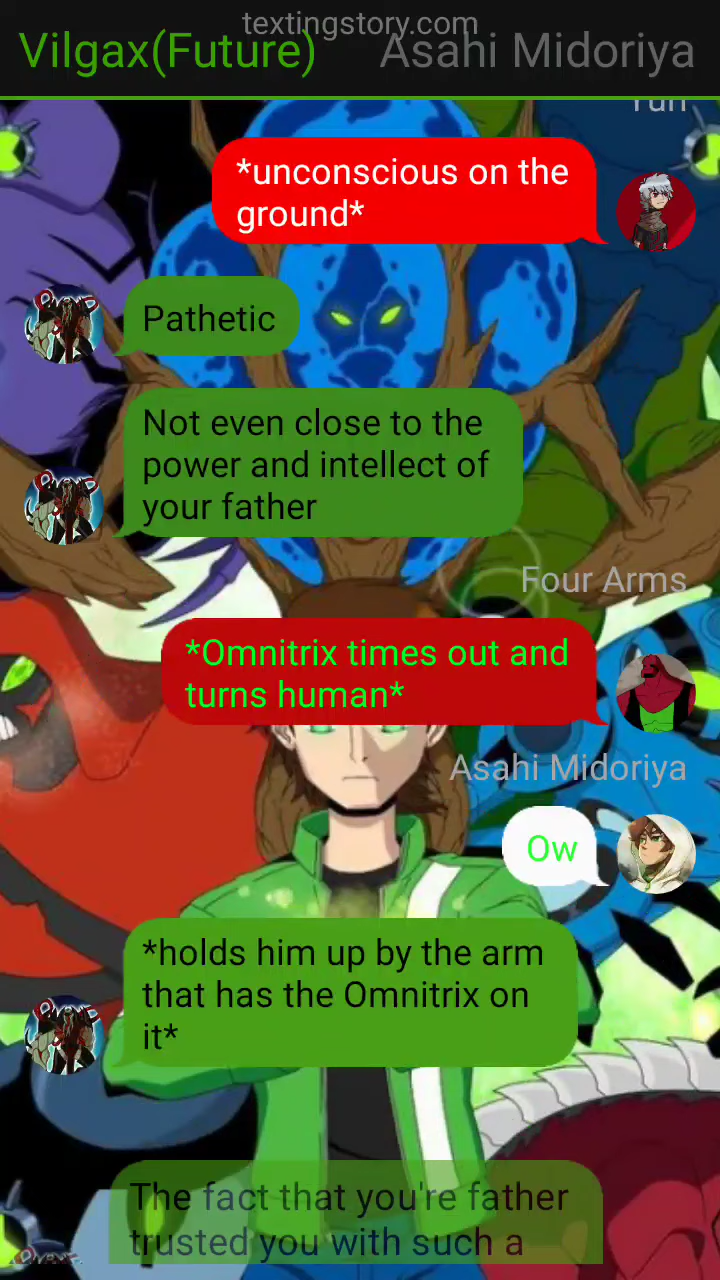 textingstory.com
Vilgax(Future)
Asahi Midoriya
*unconscious on the
ground*
Pathetic
Not even close to the
power and intellect of
your father
Four Arms
*Omnitrix times out and
turns human*
Asahi Midoriya
Ow
*holds him up by the arm
that has the Omnitrix on
it*
The fact that you're father
trusted you with such a